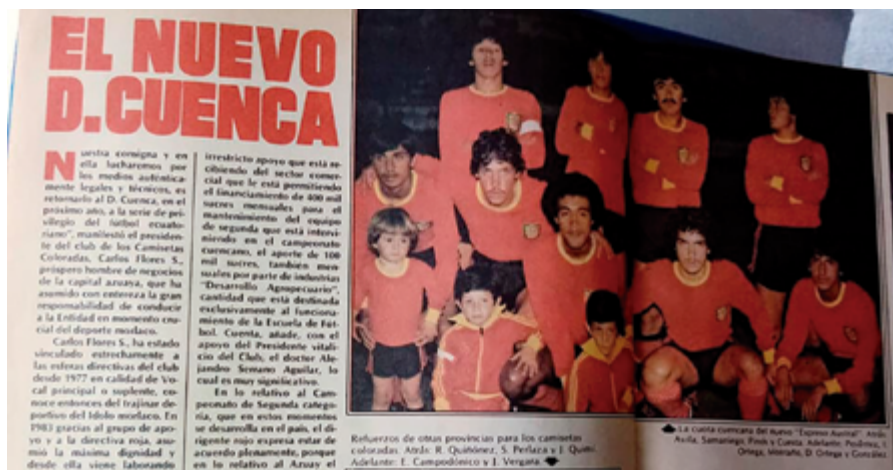 EL NUEVO
D. CUENCA
Nuestra consigna y en
ella lucharemos por
los medios auténtica-
mente legales y técnicos, es
retornarlo al D. Cuenca, en el
próximo año, a la serie de pri-
vilegio del fútbol ecuato-
riano", manifestó el presiden-
te del club de los Camisetas
Coloradas, Carlos Flores S.,
próspero hombre de negocios
de la capital azuaya, que ha
asumido con entereza la gran
responsabilidad de conducir
a la Entidad en momento cru-
cial del deporte morlaco.
Carlos Flores S., ha estado
vinculado estrechamente a
las esferas directivas del club
desde 1977 en calidad de Vo-
cal principal o suplente, co-
noce entonces del trajinar de-
portivo del Idolo morlaco. En
1983 gracias al grupo de apo-
yo y a la directiva roja, asu-
mió la máxima dignidad y
desde ella viene laborando
irrestricto apoyo que está re-
cibiendo del sector comer-
cial que le está permitiendo
el financiamiento de 400 mil
sucres mensuales para el
mantenimiento del equipo
de segunda que está intervi-
niendo en el campeonato
cuencano, el aporte de 100
mil sucres, también men-
suales por parte de industrias
"Desarrollo Agropecuario",
cantidad que está destinada
exclusivamente al funciona-
miento de la Escuela de Fút-
bol. Cuenta, añade, con el
apoyo del Presidente vitali-
cio del Club, el doctor Ale-
jandro Serrano Aguilar, lo
cual es muy significativo.
En lo relativo al Cam-
peonato de Segunda catego-
ría, que en estos momentos
se desarrolla en el país, el di-
rigente rojo expresa estar de
acuerdo plenamente, porque
en lo relativo al Azuay el
Refuerzos de otras provincias para los camisetas
coloradas. Atrás: R. Quiñónez, S. Perlaza y J. Quiñi.
Adelante: E. Campodónico y J. Vergara.
La cuota cuencana del nuevo "Expreso Austral". Atrás:
Avila, Samaniego, Pinos y Cuesta. Adelante:
Ortega, D. Ortega y González.